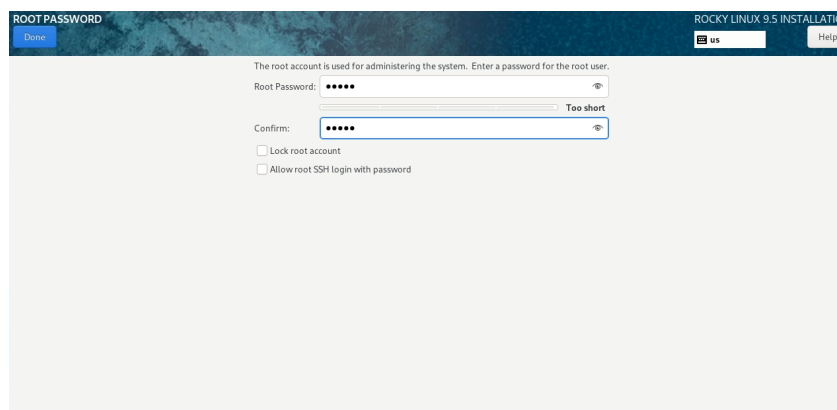 ROOT PASSWORD
ROCKY LINUX 9.5 INSTALLATI
Done
us
Help
The root account is used for administering the system. Enter a password for the root user.
Root Password: •••••
Too short
Confirm: •••••
Lock root account
Allow root SSH login with password